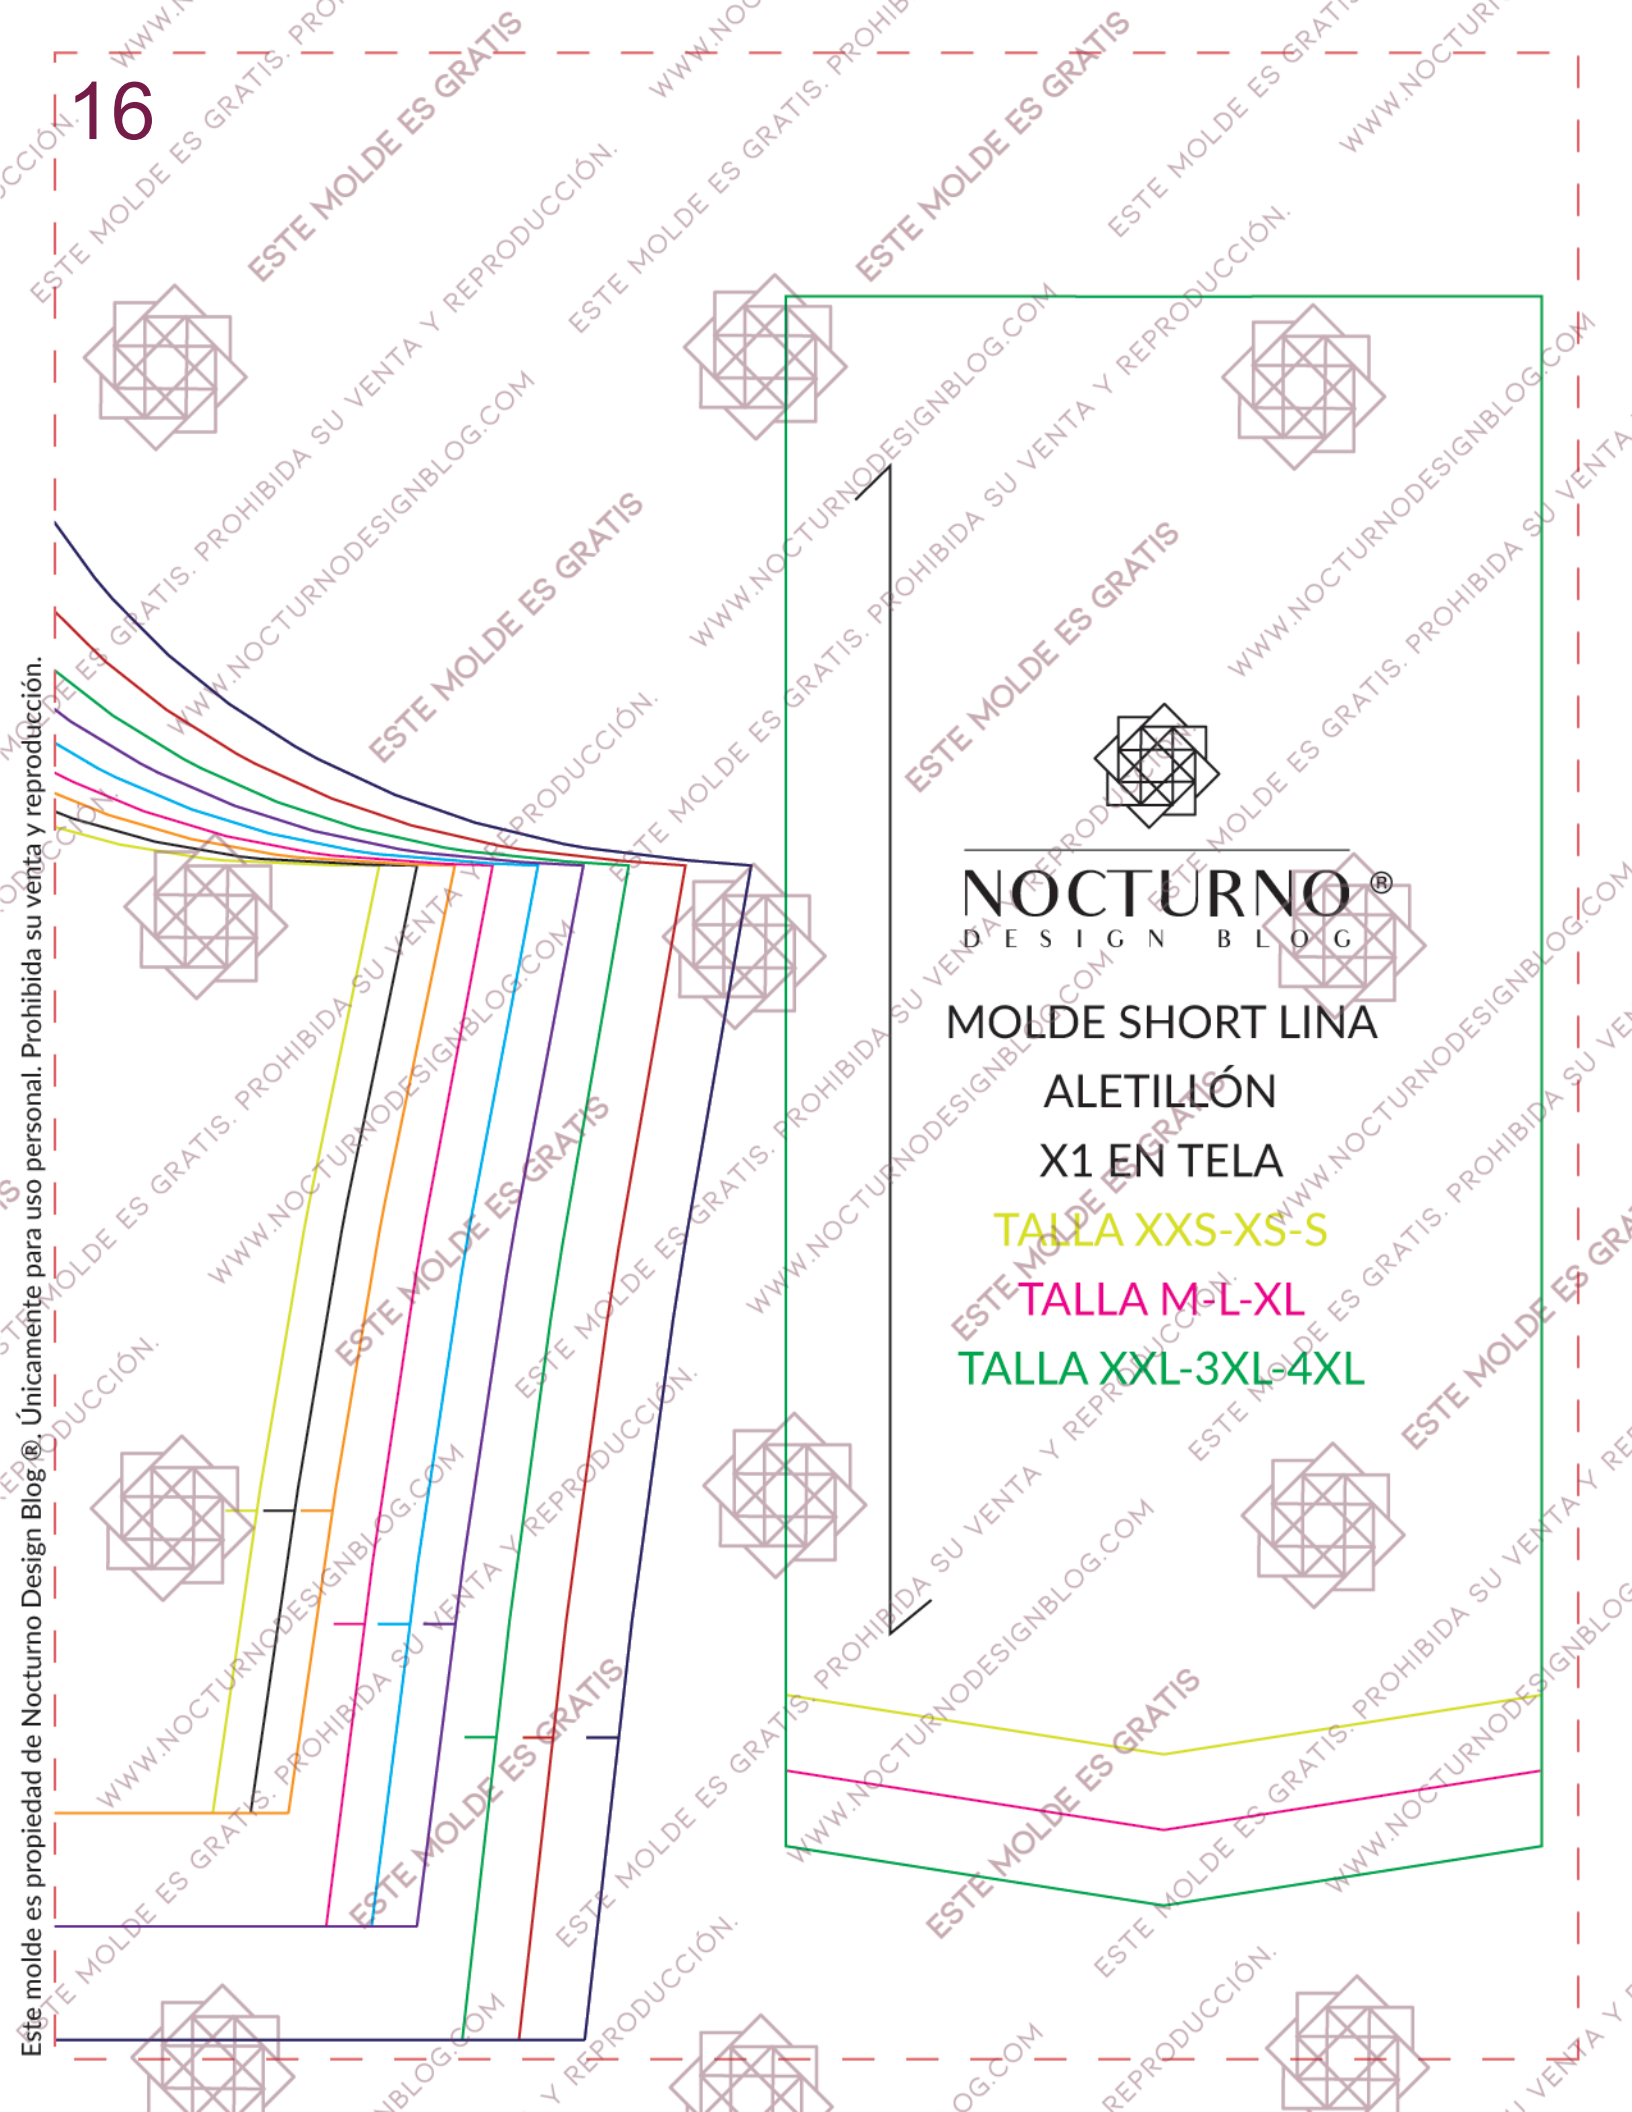 16
Este molde es propiedad de Nocturno Design Blog ®. Únicamente para uso personal. Prohibida su venta y reproducción.
NOCTURNO ®
DESIGN BLOG
MOLDE SHORT LINA
ALETILLÓN
X1 EN TELA
TALLA XXS-XS-S
TALLA M-L-XL
TALLA XXL-3XL-4XL
ESTE MOLDE ES GRATIS
ESTE MOLDE ES GRATIS. PROHIBIDA SU VENTA Y REPRODUCCIÓN.
WWW.NOCTURNODESIGNBLOG.COM